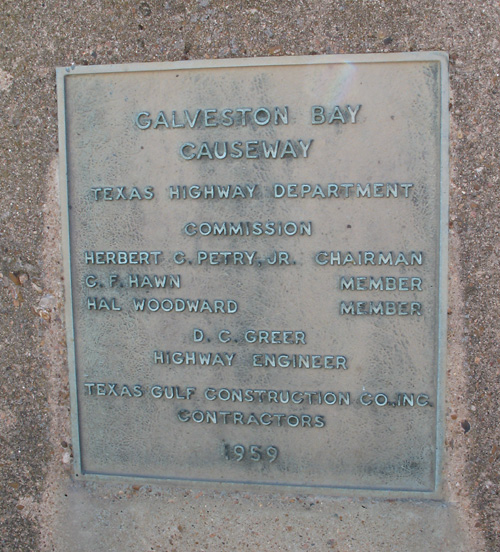 GALVESTON BAY
CAUSEWAY
TEXAS HIGHWAY DEPARTMENT
COMMISSION
HERBERT C. PETRY, JR. CHAIRMAN
C. F. HAWN MEMBER
HAL WOODWARD MEMBER
D. C. GREER
HIGHWAY ENGINEER
TEXAS GULF CONSTRUCTION CO., INC.
CONTRACTORS
1959